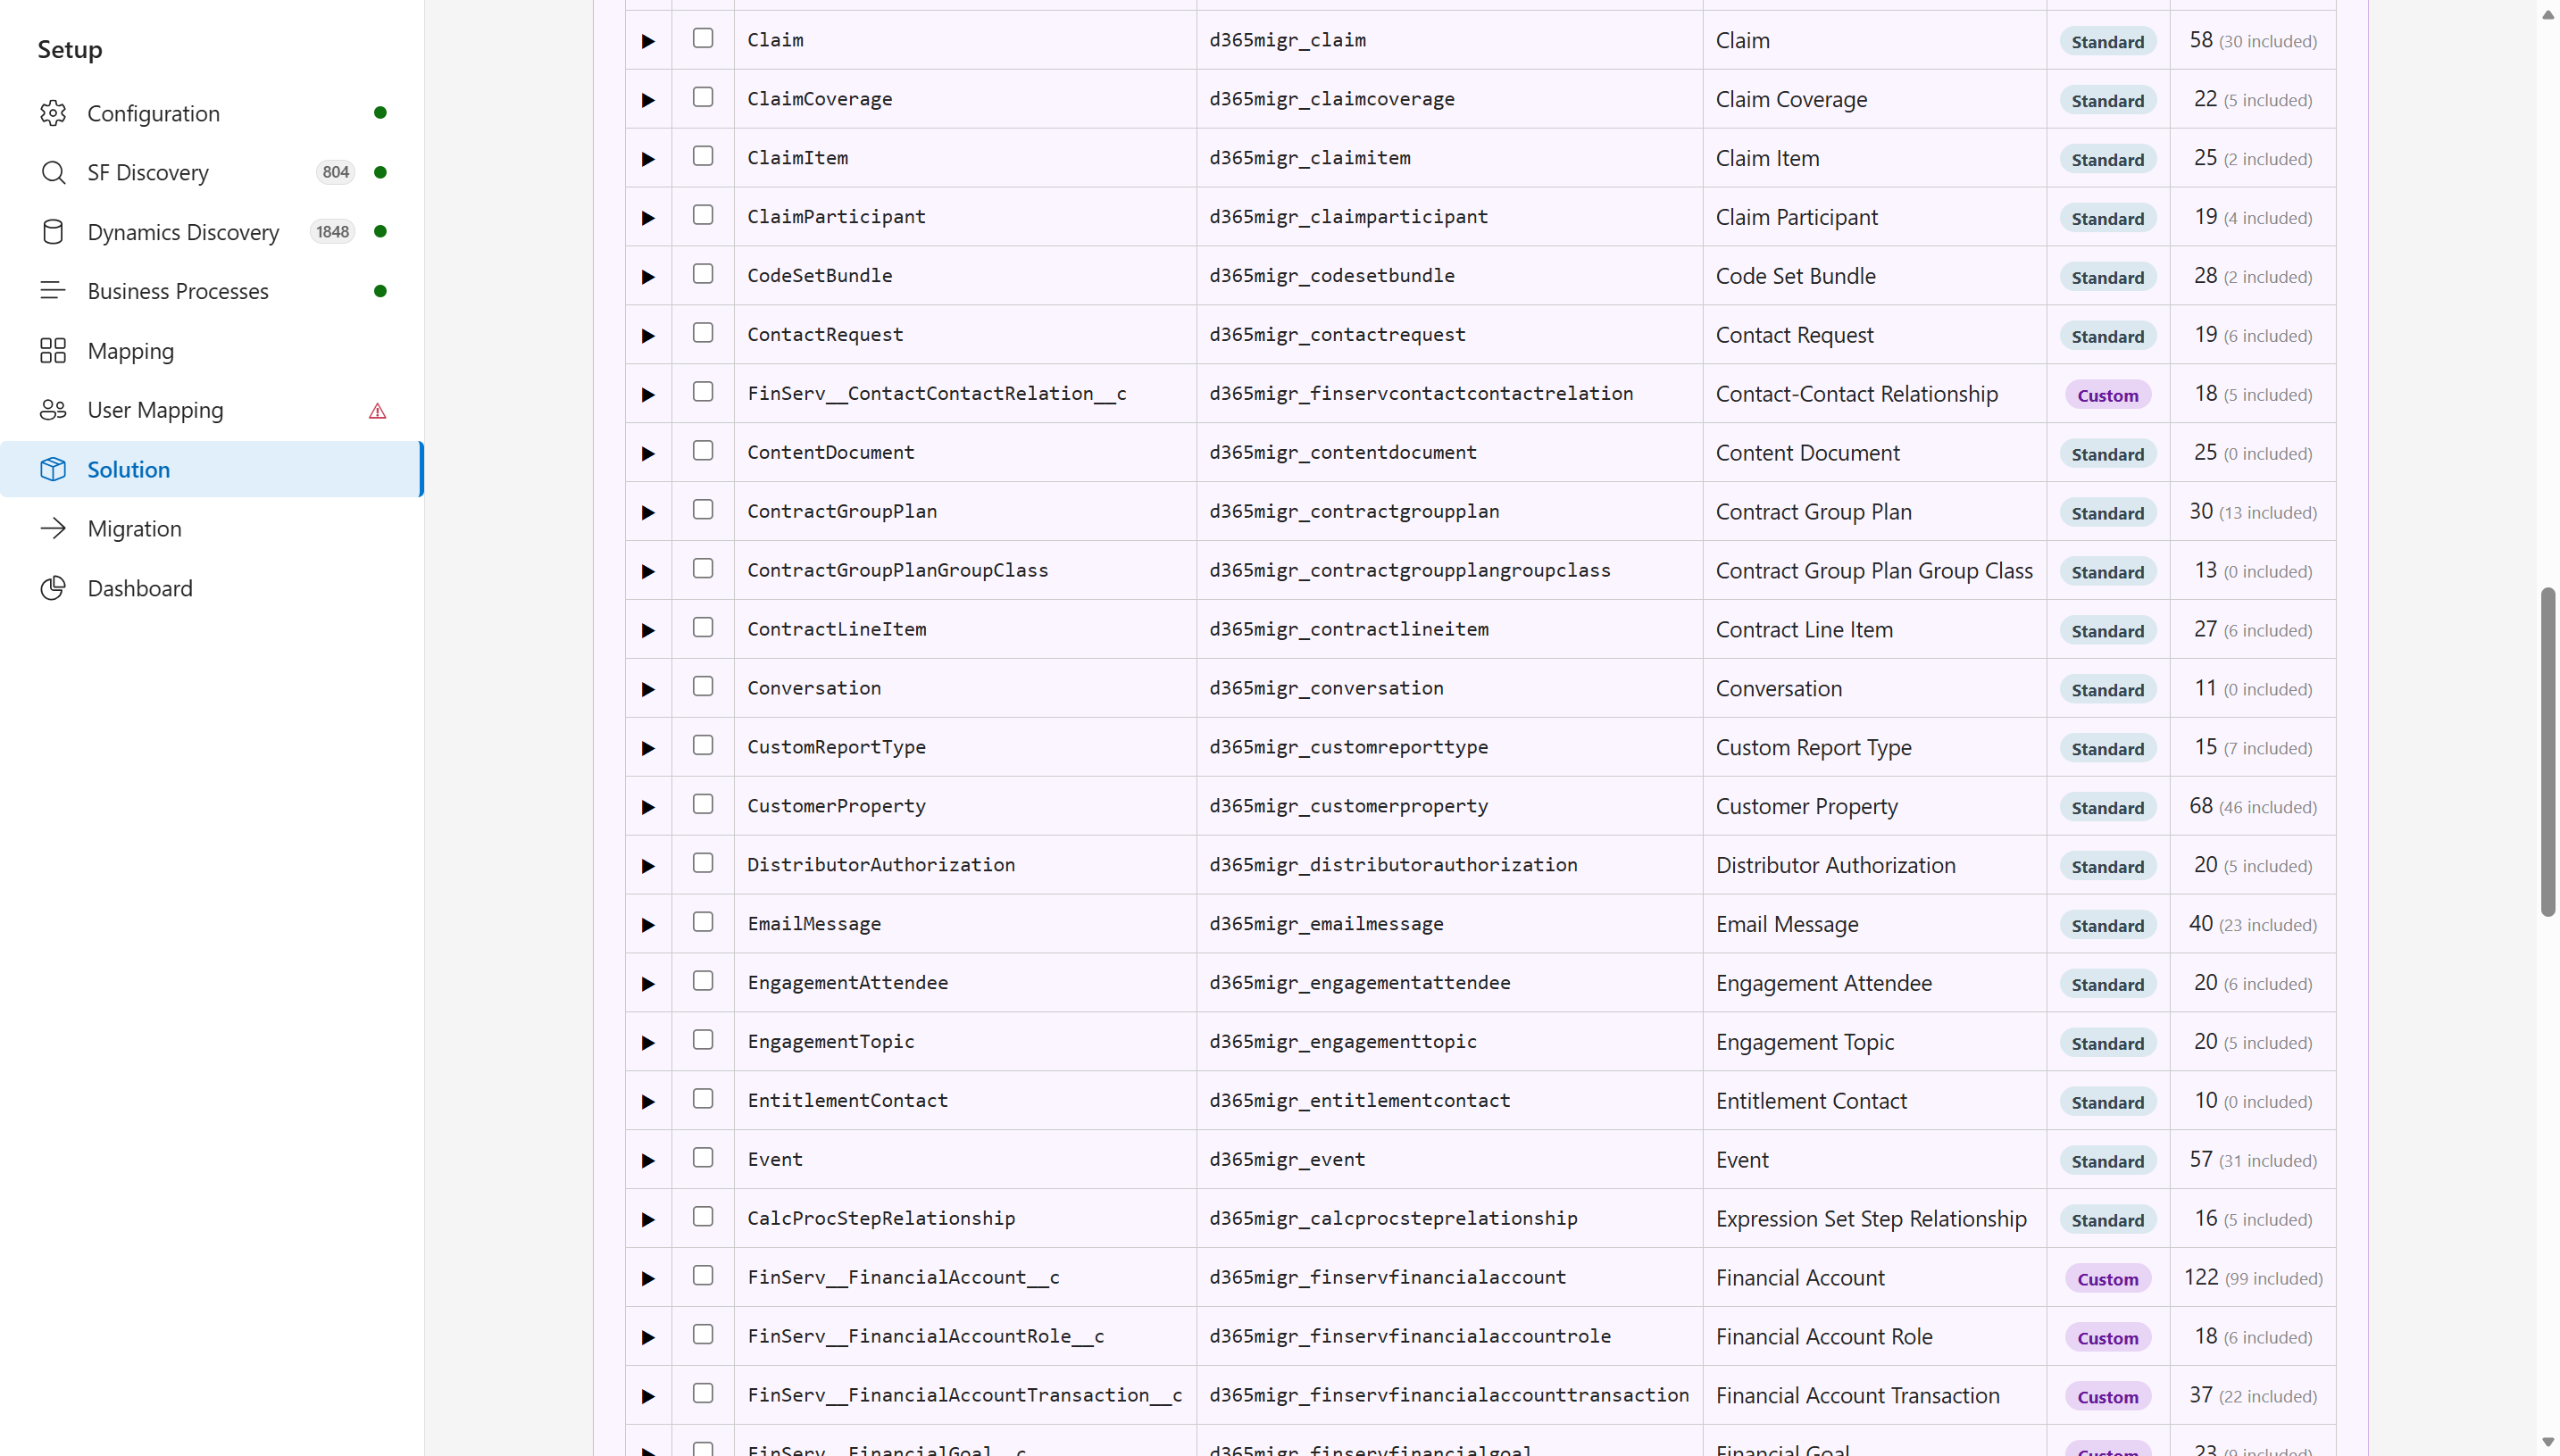 Setup
Configuration
SF Discovery 804
Dynamics Discovery 1848
Business Processes
Mapping
User Mapping
Solution
Migration
Dashboard
Claim d365migr_claim Claim Standard 58 (30 included)
ClaimCoverage d365migr_claimcoverage Claim Coverage Standard 22 (5 included)
ClaimItem d365migr_claimitem Claim Item Standard 25 (2 included)
ClaimParticipant d365migr_claimparticipant Claim Participant Standard 19 (4 included)
CodeSetBundle d365migr_codesetbundle Code Set Bundle Standard 28 (2 included)
ContactRequest d365migr_contactrequest Contact Request Standard 19 (6 included)
FinServ__ContactContactRelation__c d365migr_finservcontactcontactrelation Contact-Contact Relationship Custom 18 (5 included)
ContentDocument d365migr_contentdocument Content Document Standard 25 (0 included)
ContractGroupPlan d365migr_contractgroupplan Contract Group Plan Standard 30 (13 included)
ContractGroupPlanGroupClass d365migr_contractgroupplangroupclass Contract Group Plan Group Class Standard 13 (0 included)
ContractLineItem d365migr_contractlineitem Contract Line Item Standard 27 (6 included)
Conversation d365migr_conversation Conversation Standard 11 (0 included)
CustomReportType d365migr_customreporttype Custom Report Type Standard 15 (7 included)
CustomerProperty d365migr_customerproperty Customer Property Standard 68 (46 included)
DistributorAuthorization d365migr_distributorauthorization Distributor Authorization Standard 20 (5 included)
EmailMessage d365migr_emailmessage Email Message Standard 40 (23 included)
EngagementAttendee d365migr_engagementattendee Engagement Attendee Standard 20 (6 included)
EngagementTopic d365migr_engagementtopic Engagement Topic Standard 20 (5 included)
EntitlementContact d365migr_entitlementcontact Entitlement Contact Standard 10 (0 included)
Event d365migr_event Event Standard 57 (31 included)
CalcProcStepRelationship d365migr_calcprocsteprelationship Expression Set Step Relationship Standard 16 (5 included)
FinServ__FinancialAccount__c d365migr_finservfinancialaccount Financial Account Custom 122 (99 included)
FinServ__FinancialAccountRole__c d365migr_finservfinancialaccountrole Financial Account Role Custom 18 (6 included)
FinServ__FinancialAccountTransaction__c d365migr_finservfinancialaccounttransaction Financial Account Transaction Custom 37 (22 included)
FinServ__FinancialGoal__c d365migr_finservfinancialgoal Financial Goal Custom 23 (9 included)